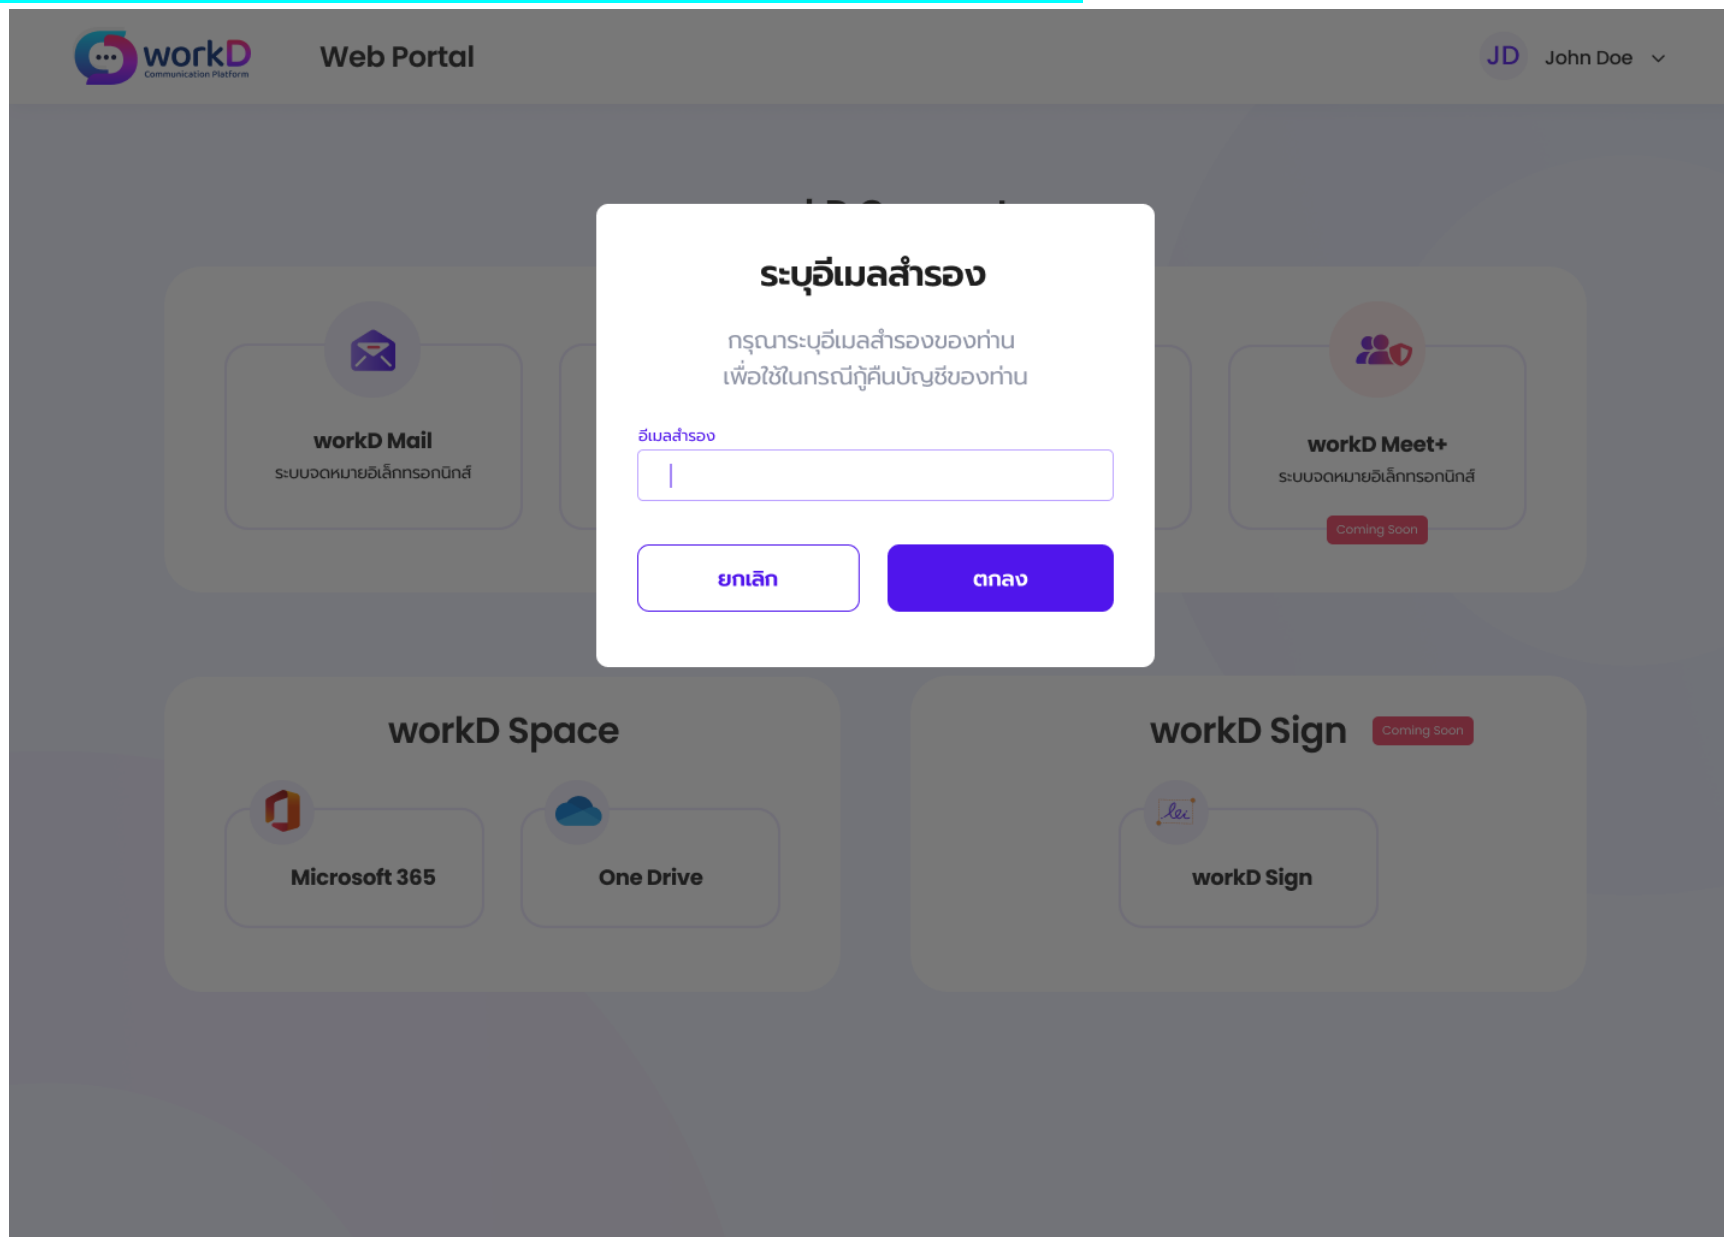 workD
Communication Platform
Web Portal
JD
John Doe
ระบุอีเมลสำรอง
กรุณาระบุอีเมลสำรองของท่าน
เพื่อใช้ในกรณีกู้คืนบัญชีของท่าน
อีเมลสำรอง
ยกเลิก
ตกลง
workD Mail
ระบบจดหมายอิเล็กทรอกนิกส์
workD Meet+
ระบบจดหมายอิเล็กทรอกนิกส์
Coming Soon
workD Space
Microsoft 365
One Drive
workD Sign
Coming Soon
lei
workD Sign